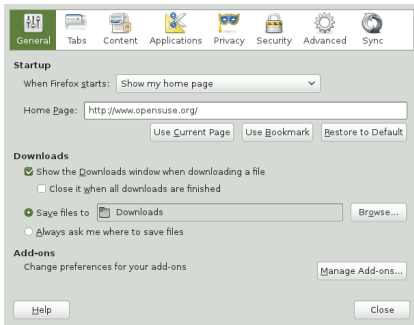 General Tabs Content Applications Privacy Security Advanced Sync
Startup
When Firefox starts: Show my home page
Home Page: http://www.opensuse.org/
Use Current Page Use Bookmark Restore to Default
Downloads
Show the Downloads window when downloading a file
Close it when all downloads are finished
Save files to Downloads Browse...
Always ask me where to save files
Add-ons
Change preferences for your add-ons
Manage Add-ons...
Help Close